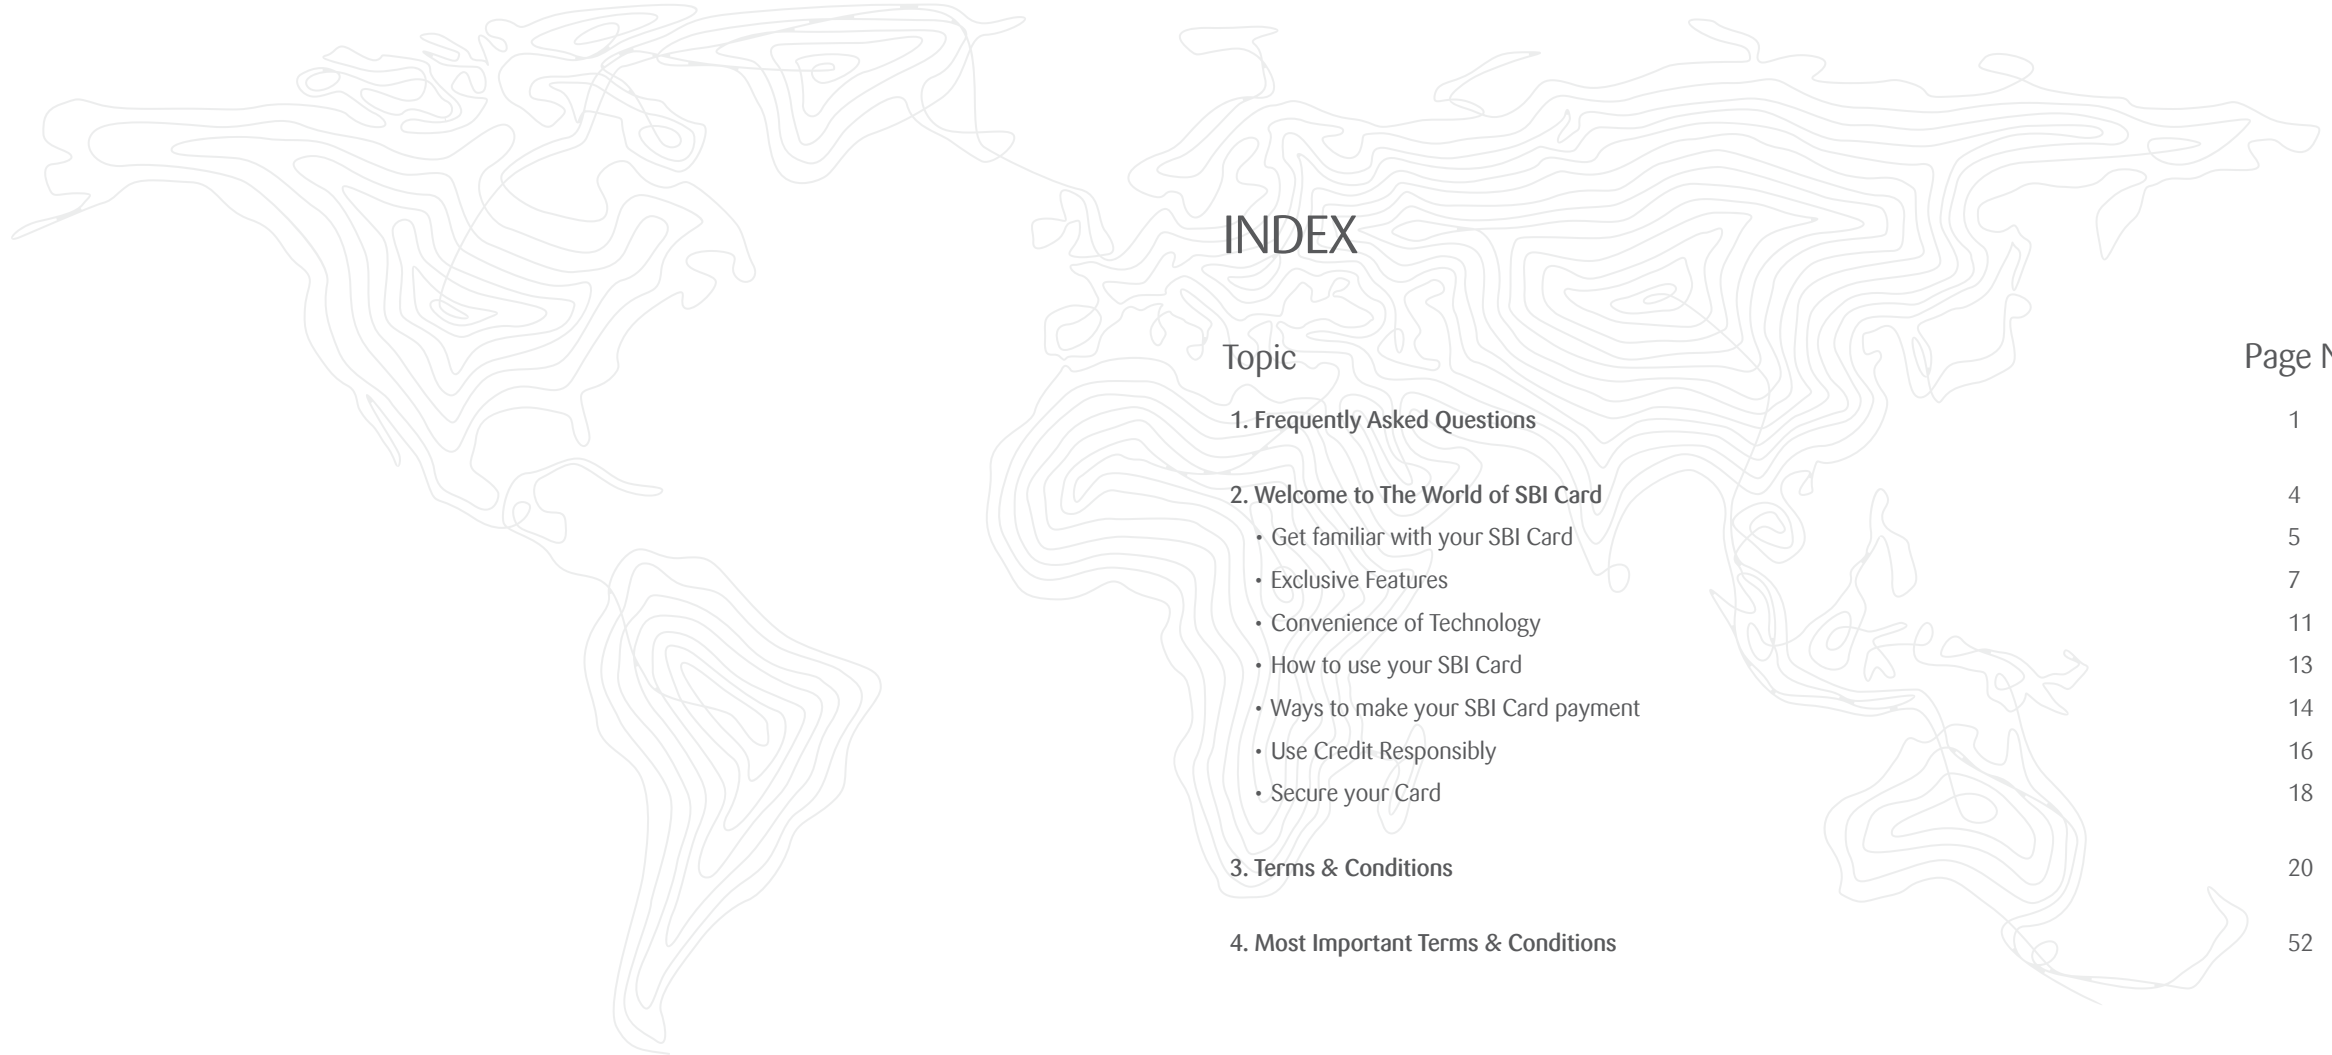 INDEX
Topic Page N
1. Frequently Asked Questions 1
2. Welcome to The World of SBI Card 4
• Get familiar with your SBI Card 5
• Exclusive Features 7
• Convenience of Technology 11
• How to use your SBI Card 13
• Ways to make your SBI Card payment 14
• Use Credit Responsibly 16
• Secure your Card 18
3. Terms & Conditions 20
4. Most Important Terms & Conditions 52